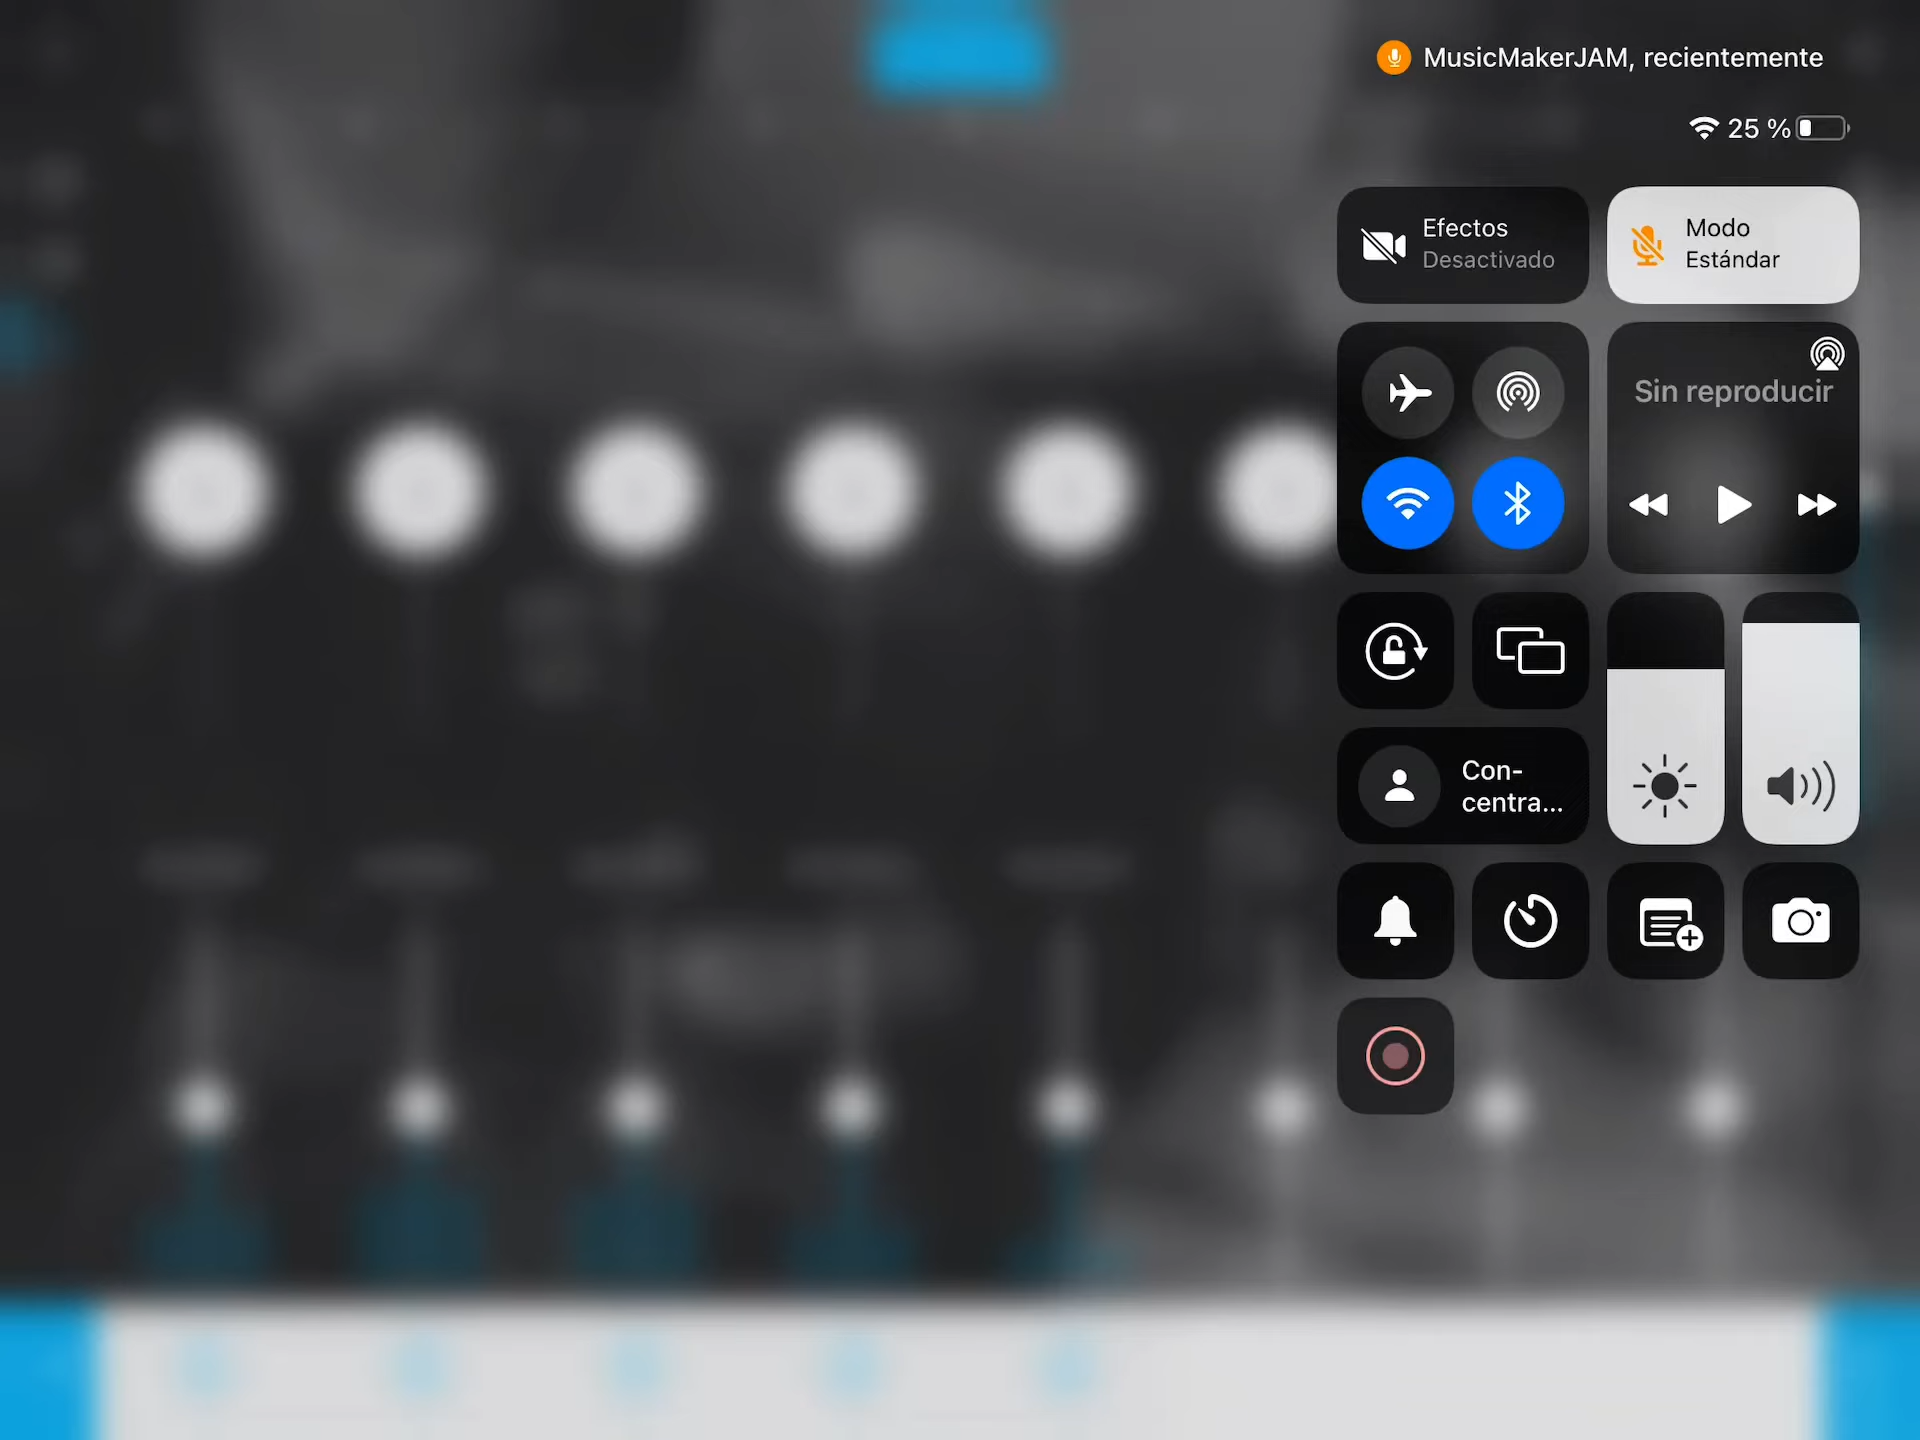 MusicMakerJAM, recientemente
25 %
Efectos
Desactivado
Modo
Estándar
Sin reproducir
Con-
centra...